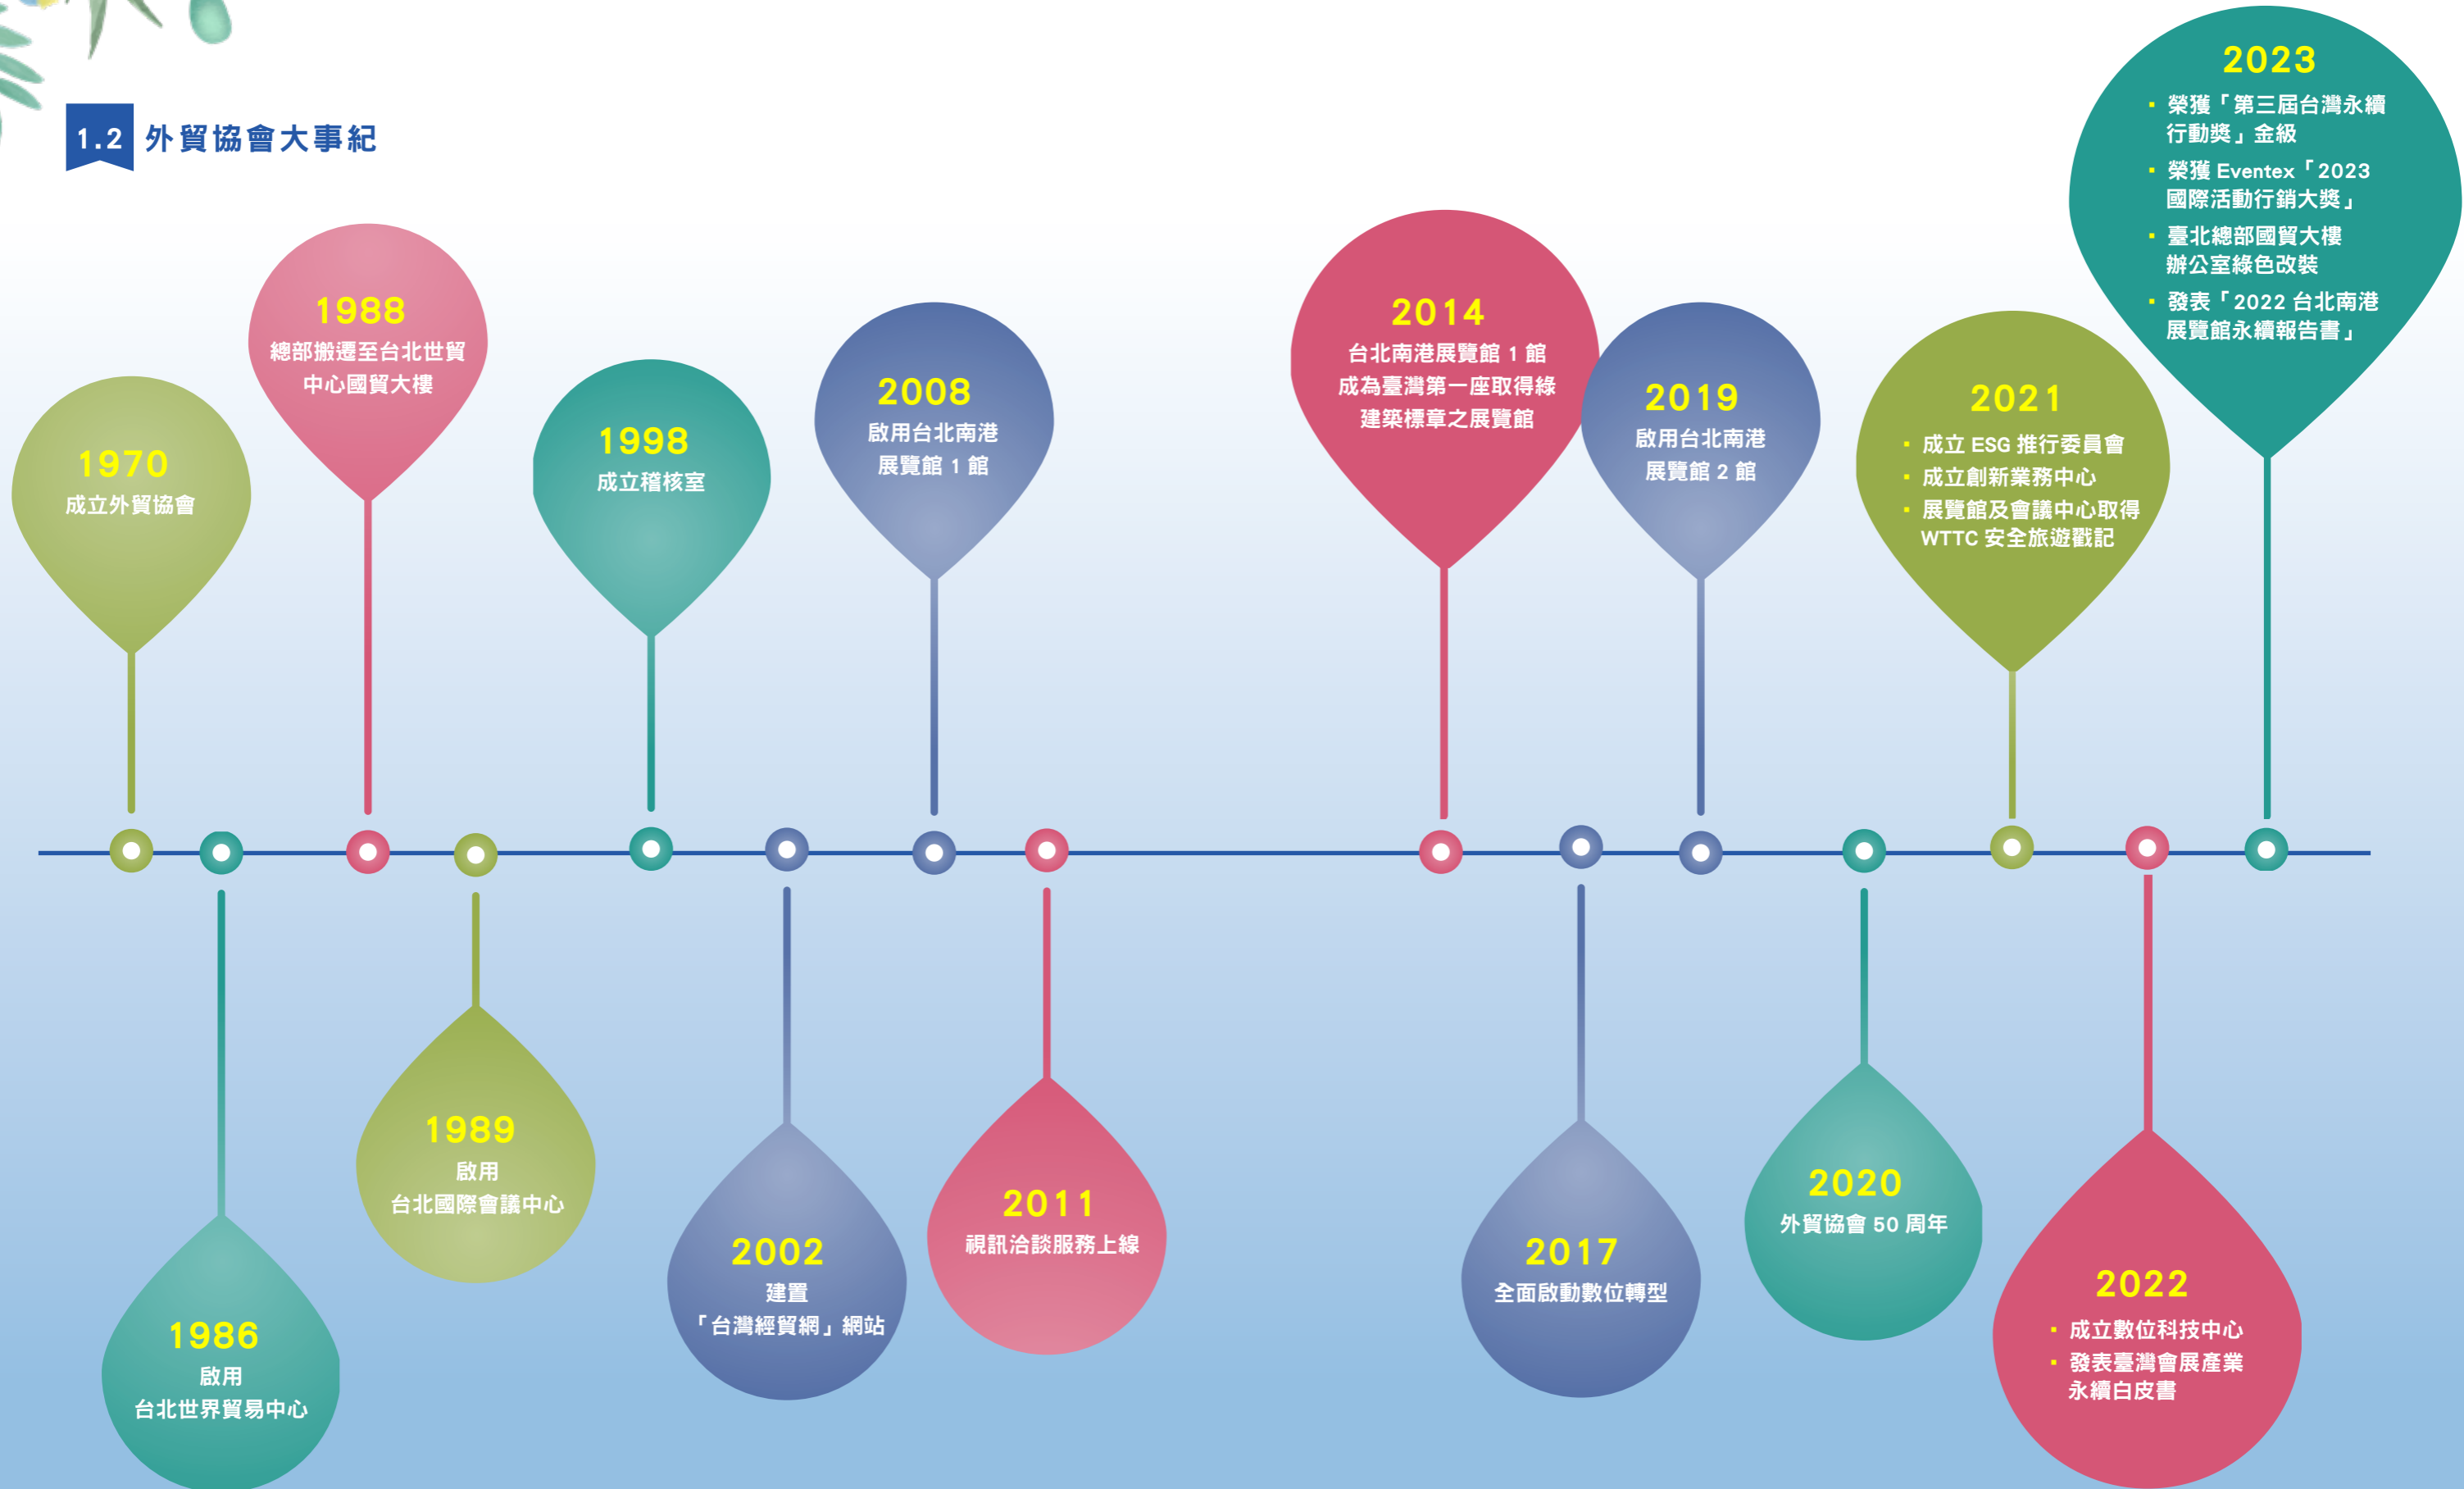 1.2 外貿協會大事紀
1970
成立外貿協會
1986
啟用
台北世界貿易中心
1988
總部搬遷至台北世貿
中心國貿大樓
1989
啟用
台北國際會議中心
1998
成立稽核室
2002
建置
「台灣經貿網」網站
2008
啟用台北南港
展覽館 1 館
2011
視訊洽談服務上線
2014
台北南港展覽館 1 館
成為臺灣第一座取得綠
建築標章之展覽館
2017
全面啟動數位轉型
2019
啟用台北南港
展覽館 2 館
2020
外貿協會 50 周年
2021
▪ 成立 ESG 推行委員會
▪ 成立創新業務中心
▪ 展覽館及會議中心取得
WTTC 安全旅遊戳記
2022
▪ 成立數位科技中心
▪ 發表臺灣會展產業
永續白皮書
2023
▪ 榮獲「第三屆台灣永續
行動獎」金級
▪ 榮獲 Eventex「2023
國際活動行銷大獎」
▪ 臺北總部國貿大樓
辦公室綠色改裝
▪ 發表「2022 台北南港
展覽館永續報告書」